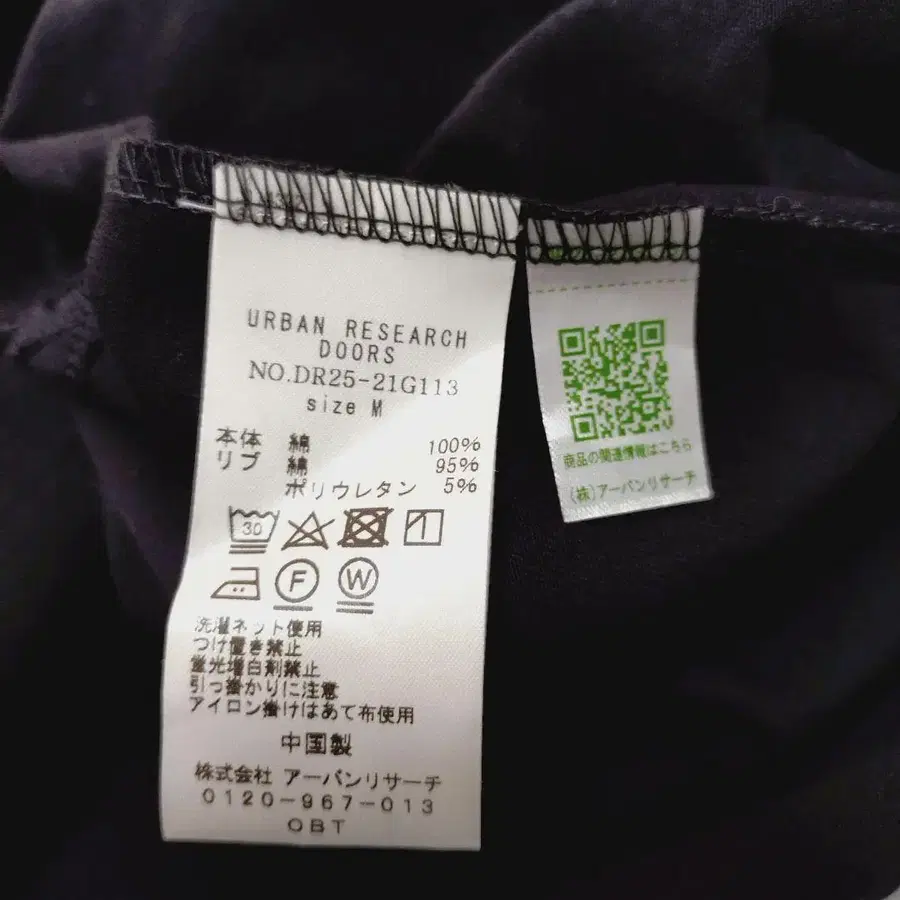 URBAN RESEARCH
DOORS
NO.DR25-21G113
size M
本体 綿 100%
リブ 綿 95%
ポリウレタン 5%
30
F W
洗濯ネット使用
つけ置き禁止
蛍光増白剤禁止
引っ掛かりに注意
アイロン掛けはあて布使用
中国製
株式会社 アーバンリサーチ
0120-967-013
OBT
商品の関連情報はこちら
(株)アーバンリサーチ